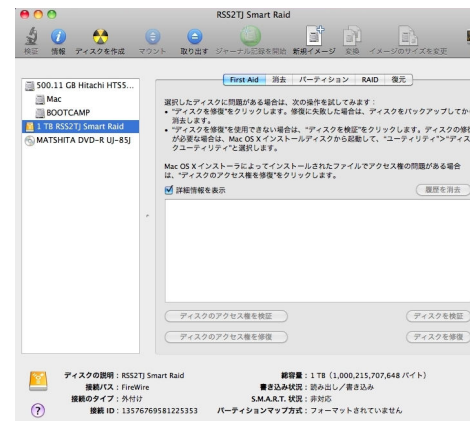 RSS2TJ Smart Raid
検証 情報 ディスクを作成 マウント 取り出す ジャーナル記録を開始 新規イメージ 変換 イメージのサイズを変更
First Aid 消去 パーティション RAID 復元
500.11 GB Hitachi HTS5...
Mac
BOOTCAMP
1 TB RSS2TJ Smart Raid
MATSHITA DVD-R UJ-85J
選択したディスクに問題がある場合は、次の操作を試してみます：
• "ディスクを修復"をクリックします。修復に失敗した場合は、ディスクをバックアップしてか
消去します。
• "ディスクを修復"を使用できない場合は、"ディスクを検証"をクリックします。ディスクの修
が必要な場合は、Mac OS X インストールディスクから起動して、"ユーティリティ">"ディス
クユーティリティ"と選択します。
Mac OS X インストーラによってインストールされたファイルでアクセス権の問題がある場合
は、"ディスクのアクセス権を修復"をクリックします。
詳細情報を表示
履歴を消去
ディスクのアクセス権を検証
ディスクを検証
ディスクのアクセス権を修復
ディスクを修復
ディスクの説明：RSS2TJ Smart Raid
接続バス：FireWire
接続のタイプ：外付け
接続 ID：13576769581225353
総容量：1 TB（1,000,215,707,648 バイト）
書き込み状況：読み出し／書き込み
S.M.A.R.T. 状況：非対応
パーティションマップ方式：フォーマットされていません
?